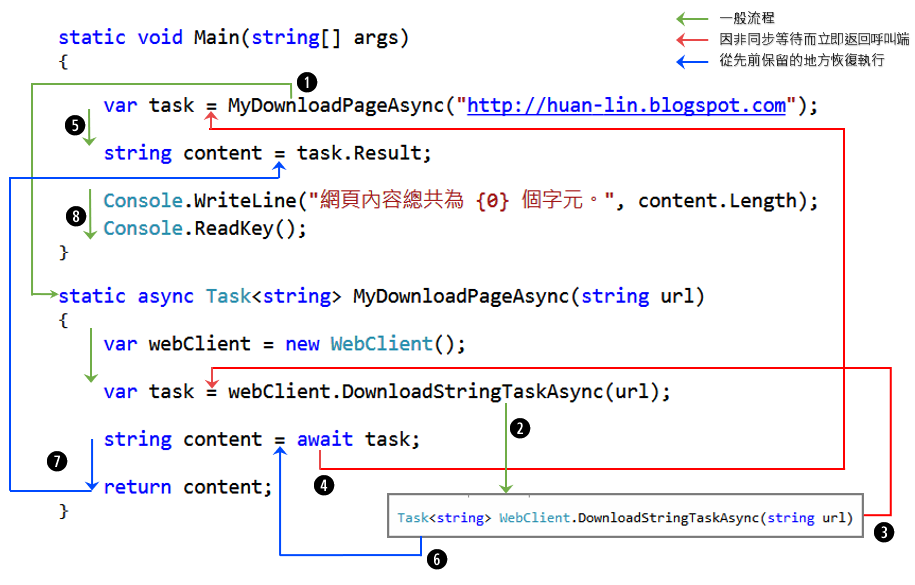 一般流程
因非同步等待而立即返回呼叫端
從先前保留的地方恢復執行
static void Main(string[] args)
{
1
var task = MyDownloadPageAsync("http://huan-lin.blogspot.com");
5
string content = task.Result;
Console.WriteLine("網頁內容總共為 {0} 個字元。", content.Length);
8
Console.ReadKey();
}
static async Task<string> MyDownloadPageAsync(string url)
{
var webClient = new WebClient();
var task = webClient.DownloadStringTaskAsync(url);
2
string content = await task;
7
4
return content;
}
Task<string> WebClient.DownloadStringTaskAsync(string url)
3
6